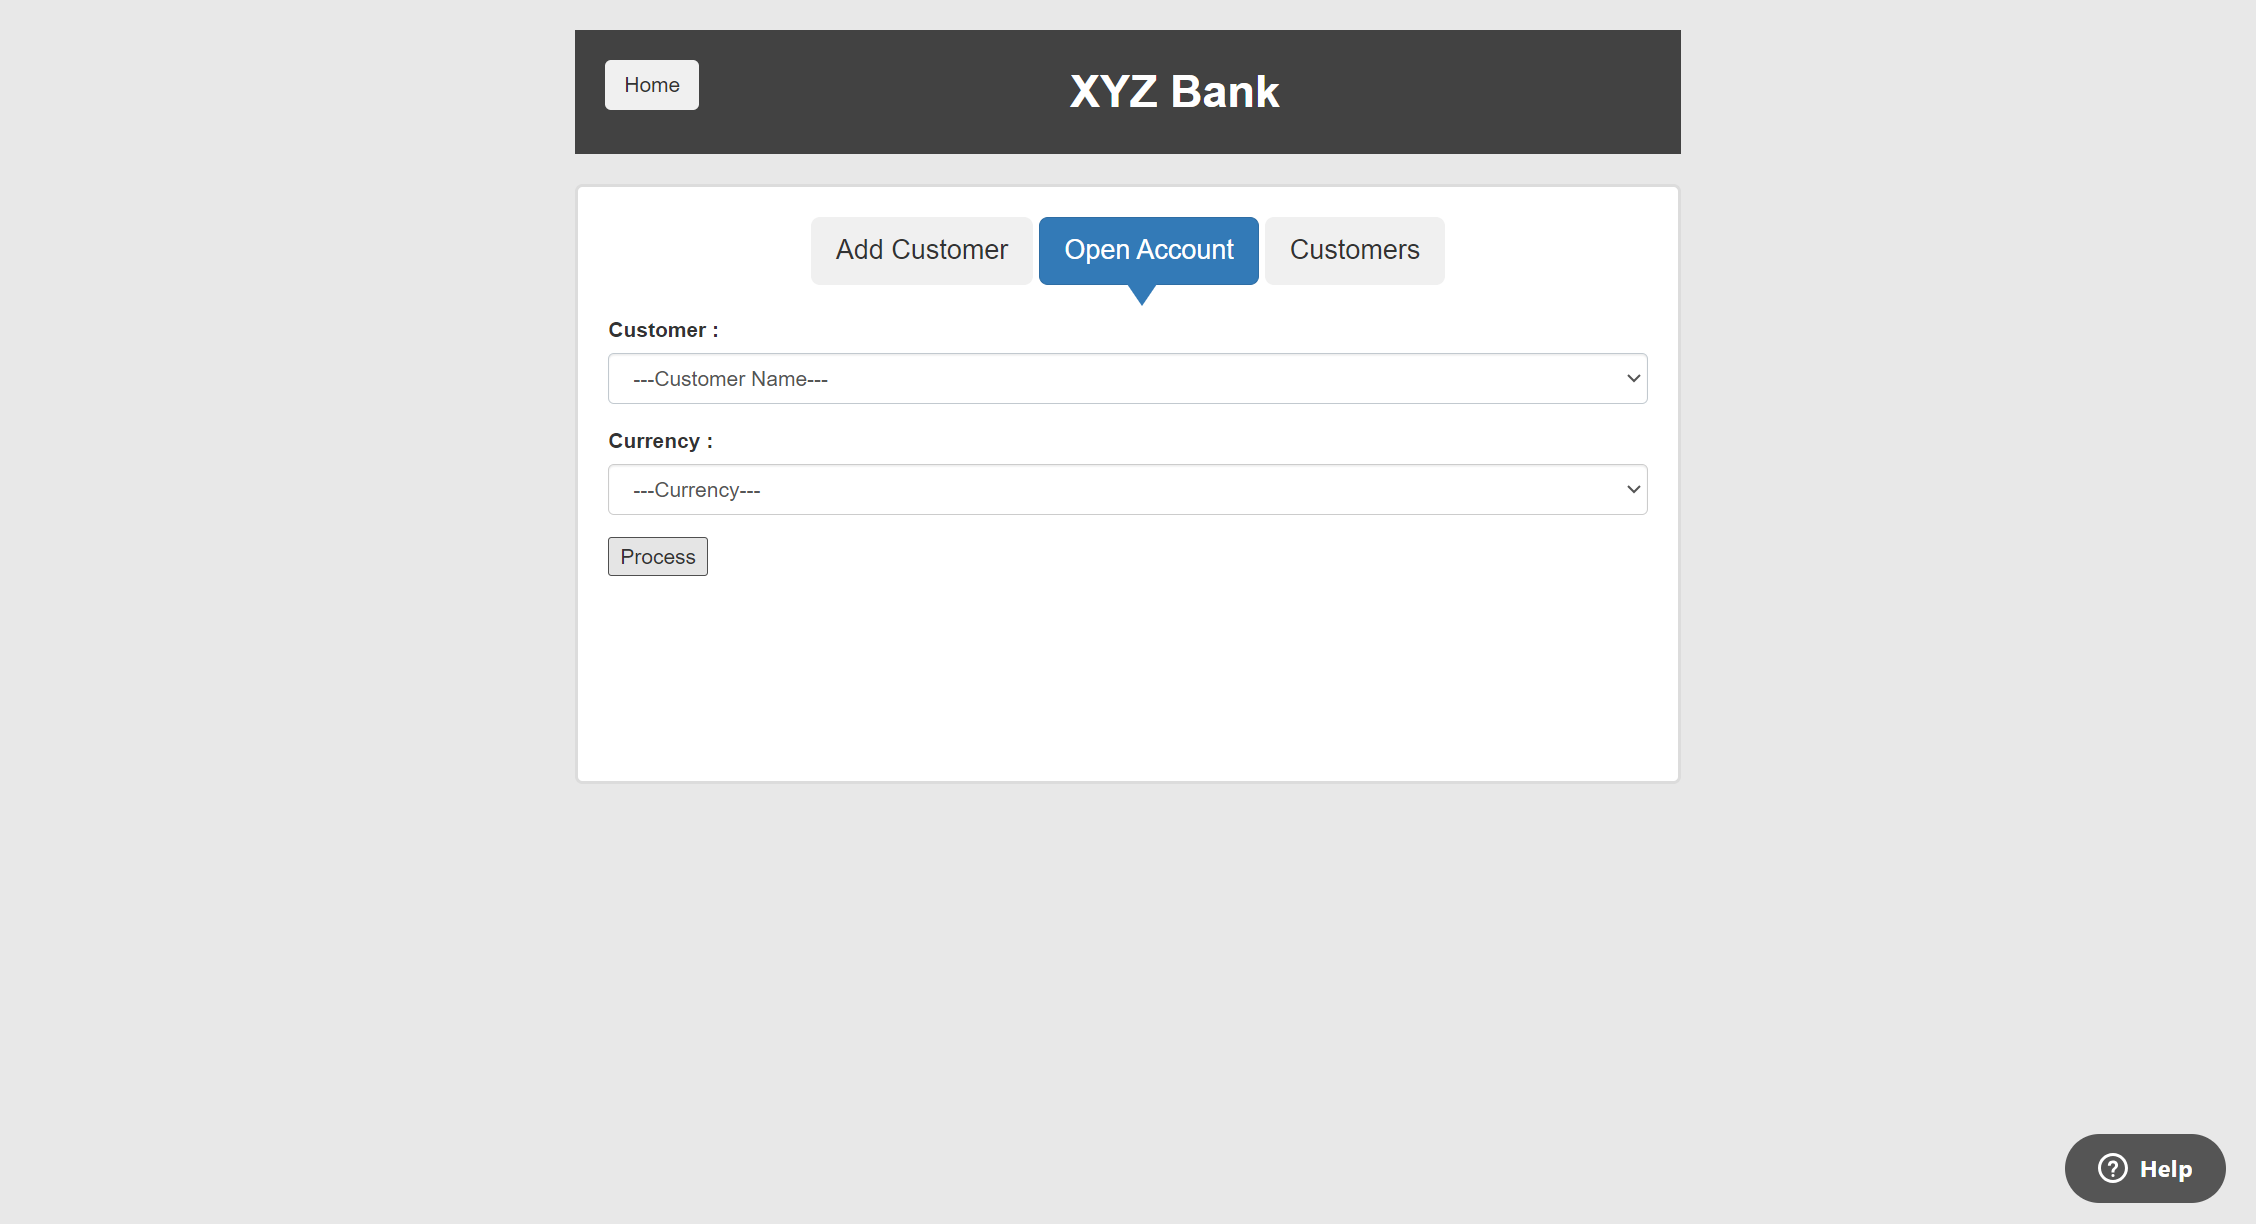 Home
XYZ Bank
Add Customer
Open Account
Customers
Customer :
---Customer Name---
Currency :
---Currency---
Process
Help